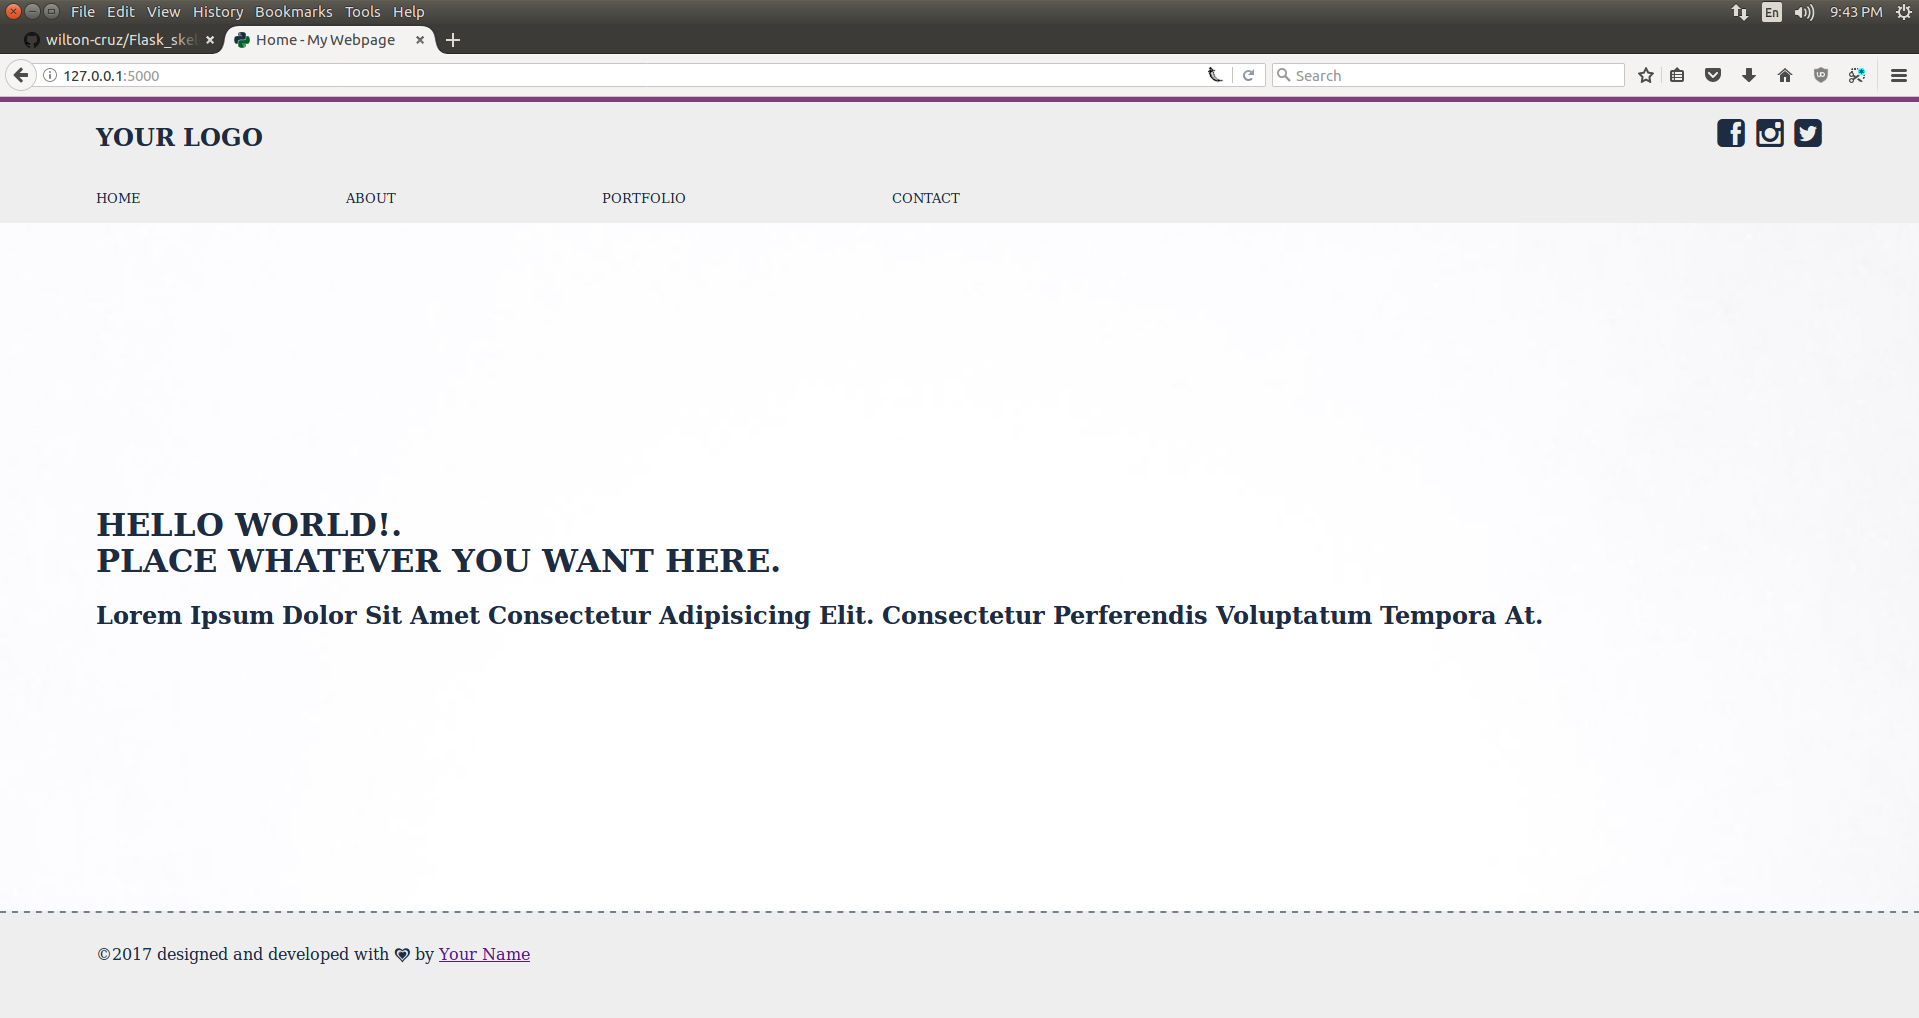 File Edit View History Bookmarks Tools Help
En 9:43 PM
wilton-cruz/Flask_skel
Home - My Webpage
127.0.0.1:5000
Search
YOUR LOGO
HOME ABOUT PORTFOLIO CONTACT
HELLO WORLD!.
PLACE WHATEVER YOU WANT HERE.
Lorem Ipsum Dolor Sit Amet Consectetur Adipisicing Elit. Consectetur Perferendis Voluptatum Tempora At.
©2017 designed and developed with by Your Name